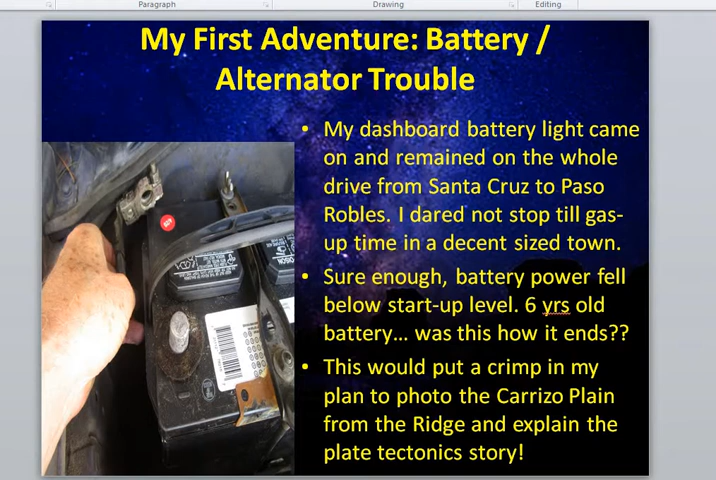 Paragraph
Drawing
Editing
My First Adventure: Battery /
Alternator Trouble
• My dashboard battery light came
on and remained on the whole
drive from Santa Cruz to Paso
Robles. I dared not stop till gas-
up time in a decent sized town.
• Sure enough, battery power fell
below start-up level. 6 yrs old
battery... was this how it ends??
• This would put a crimp in my
plan to photo the Carrizo Plain
from the Ridge and explain the
plate tectonics story!